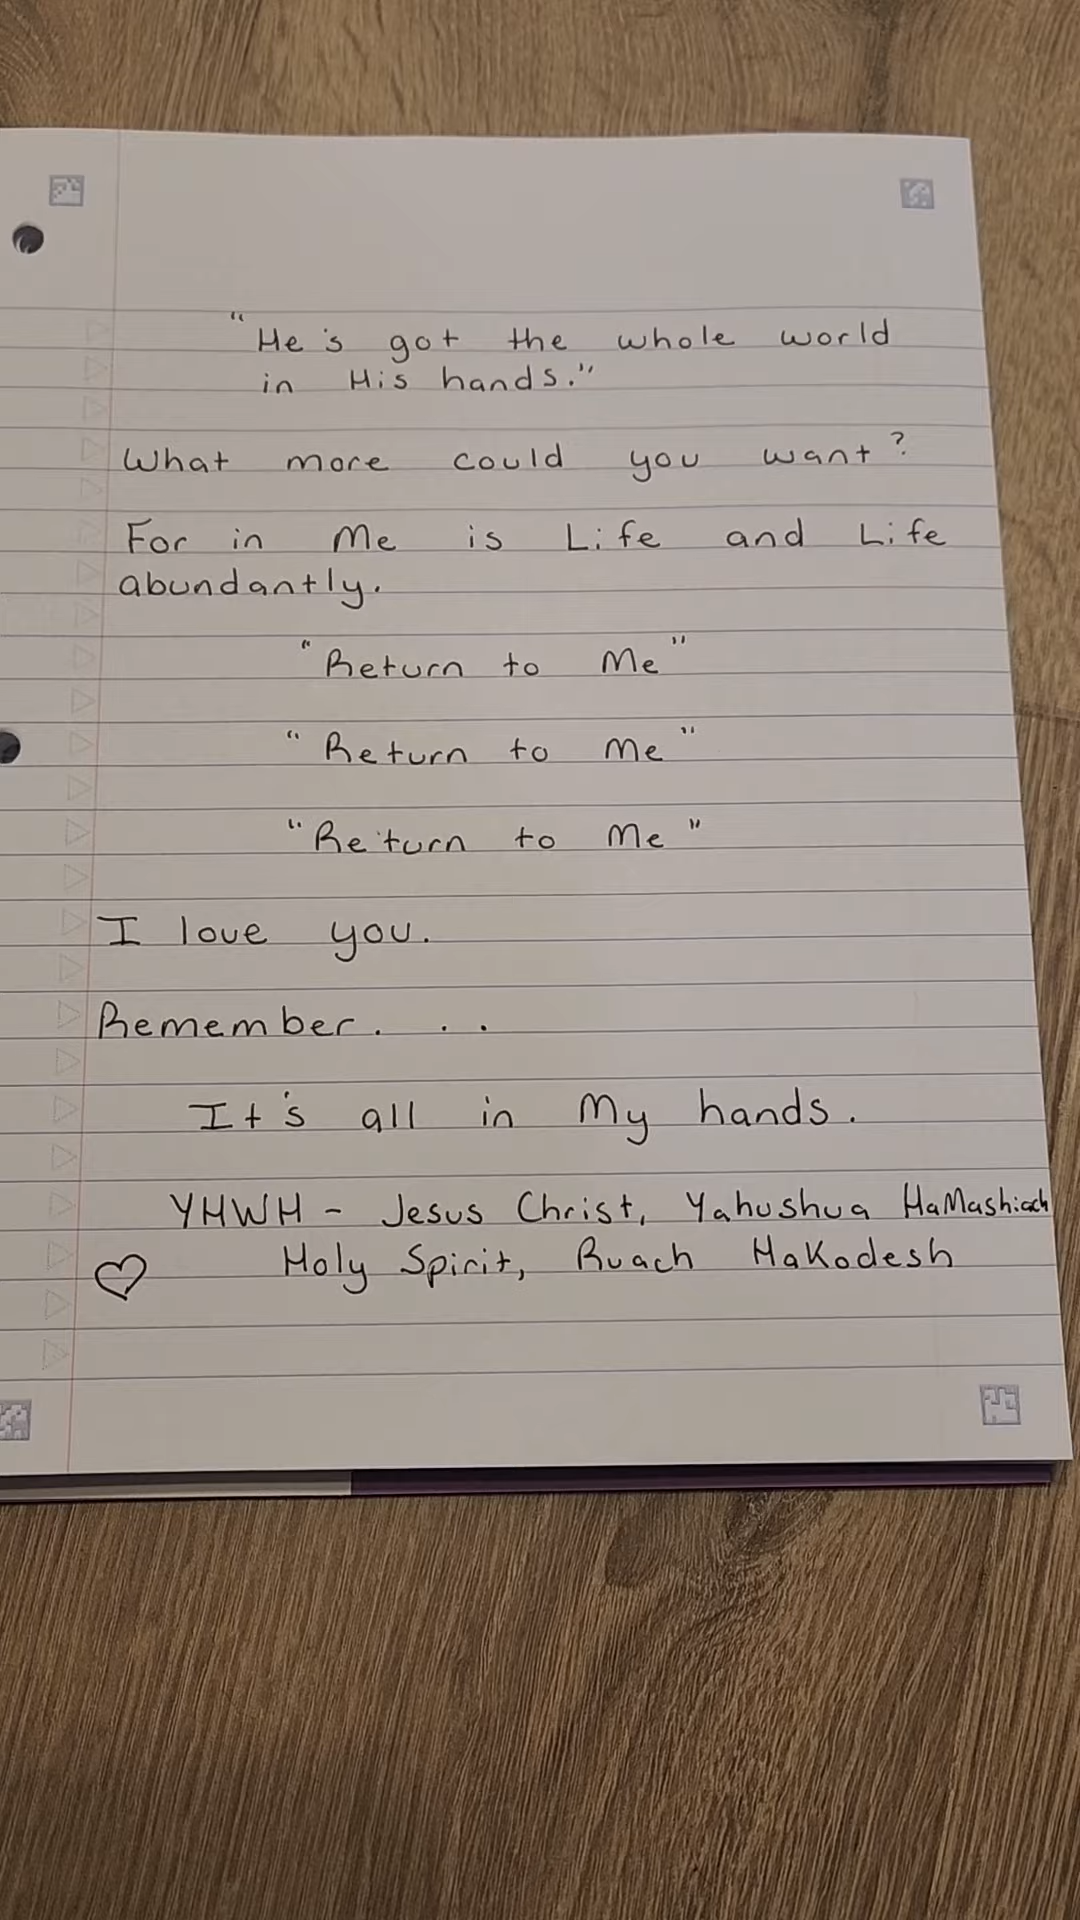 "He's got the whole world
in His hands."
What more could you want?
For in Me is Life and Life
abundantly.
"Return to Me"
"Return to Me"
"Return to Me"
I love you.
Remember. . .
It's all in My hands.
YHWH - Jesus Christ, Yahushua HaMashiach
Holy Spirit, Ruach HaKodesh